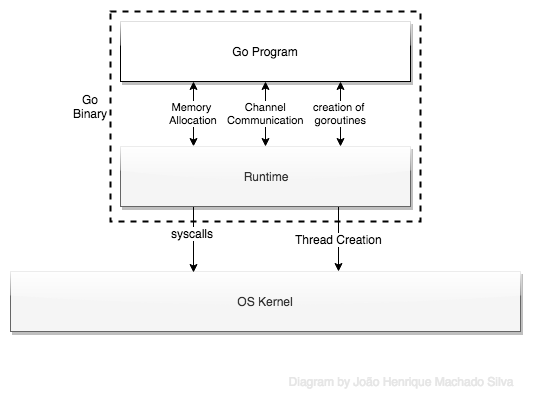 Go Program
Go
Binary
Memory
Allocation
Channel
Communication
creation of
goroutines
Runtime
syscalls
Thread Creation
OS Kernel
Diagram by João Henrique Machado Silva